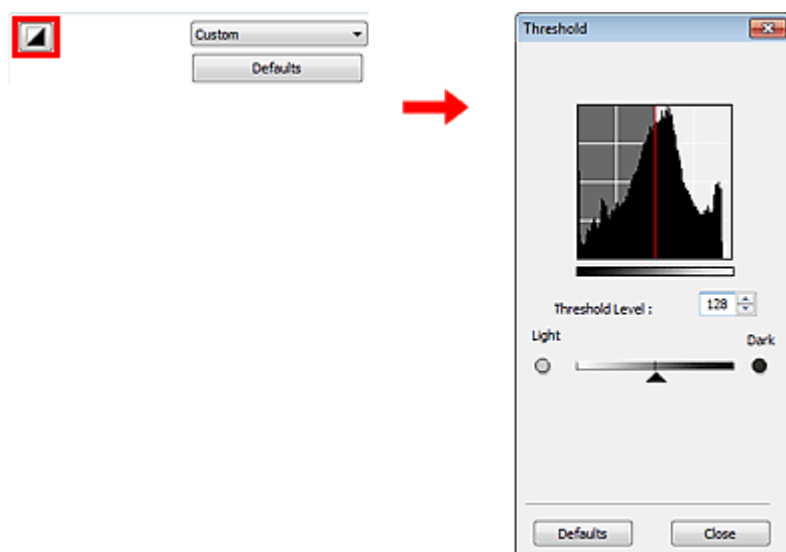 Custom
Defaults
Threshold
Threshold Level :
128
Light
Dark
Defaults
Close